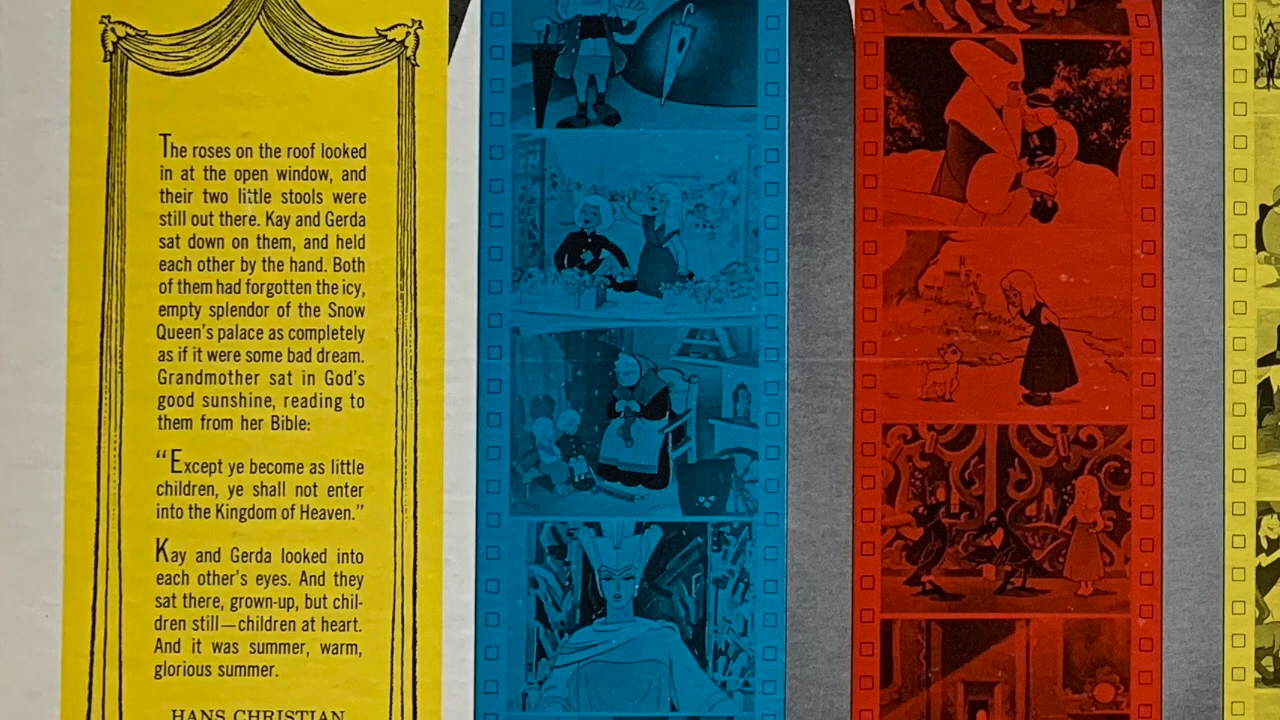 The roses on the roof looked
in at the open window, and
their two little stools were
still out there. Kay and Gerda
sat down on them, and held
each other by the hand. Both
of them had forgotten the icy,
empty splendor of the Snow
Queen's palace as completely
as if it were some bad dream.
Grandmother sat in God's
good sunshine, reading to
them from her Bible:
“Except ye become as little
children, ye shall not enter
into the Kingdom of Heaven.”
Kay and Gerda looked into
each other's eyes. And they
sat there, grown-up, but chil-
dren still—children at heart.
And it was summer, warm,
glorious summer.
HANS CHRISTIAN